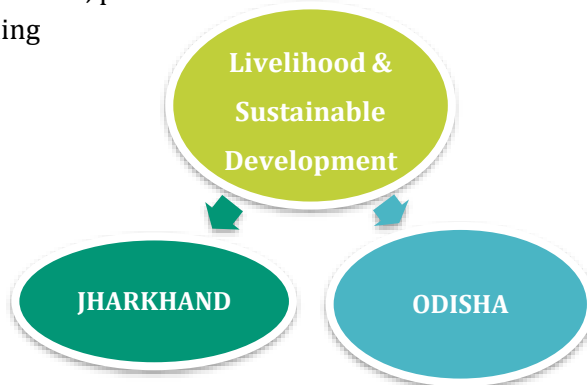 ing
Livelihood &
Sustainable
Development
JHARKHAND
ODISHA